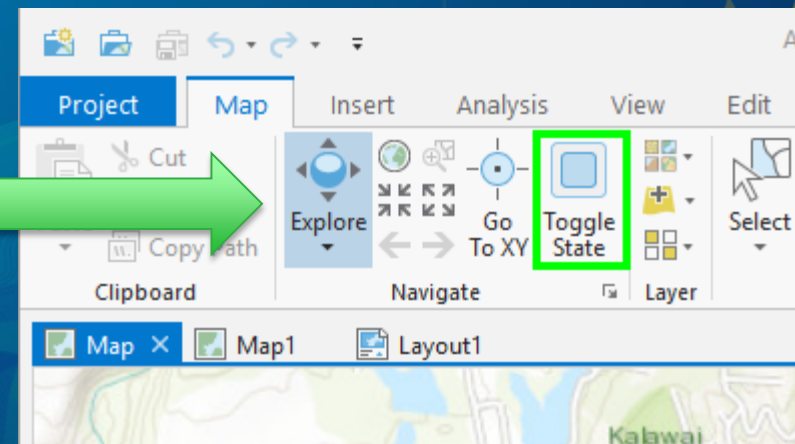 A
Project Map Insert Analysis View Edit
Cut
Copy Path
Explore
Go
To XY
Toggle
State
Select
Clipboard Navigate Layer
Map Map1 Layout1
Kalawai